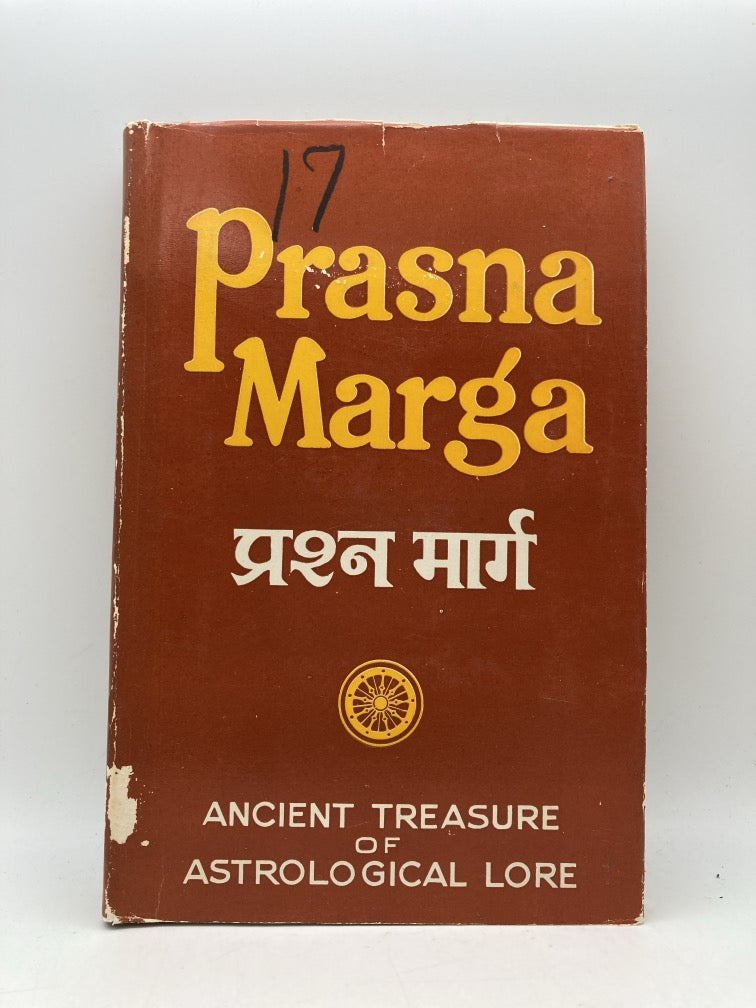 17
Prasna
Marga
प्रश्न मार्ग
ANCIENT TREASURE
OF
ASTROLOGICAL LORE